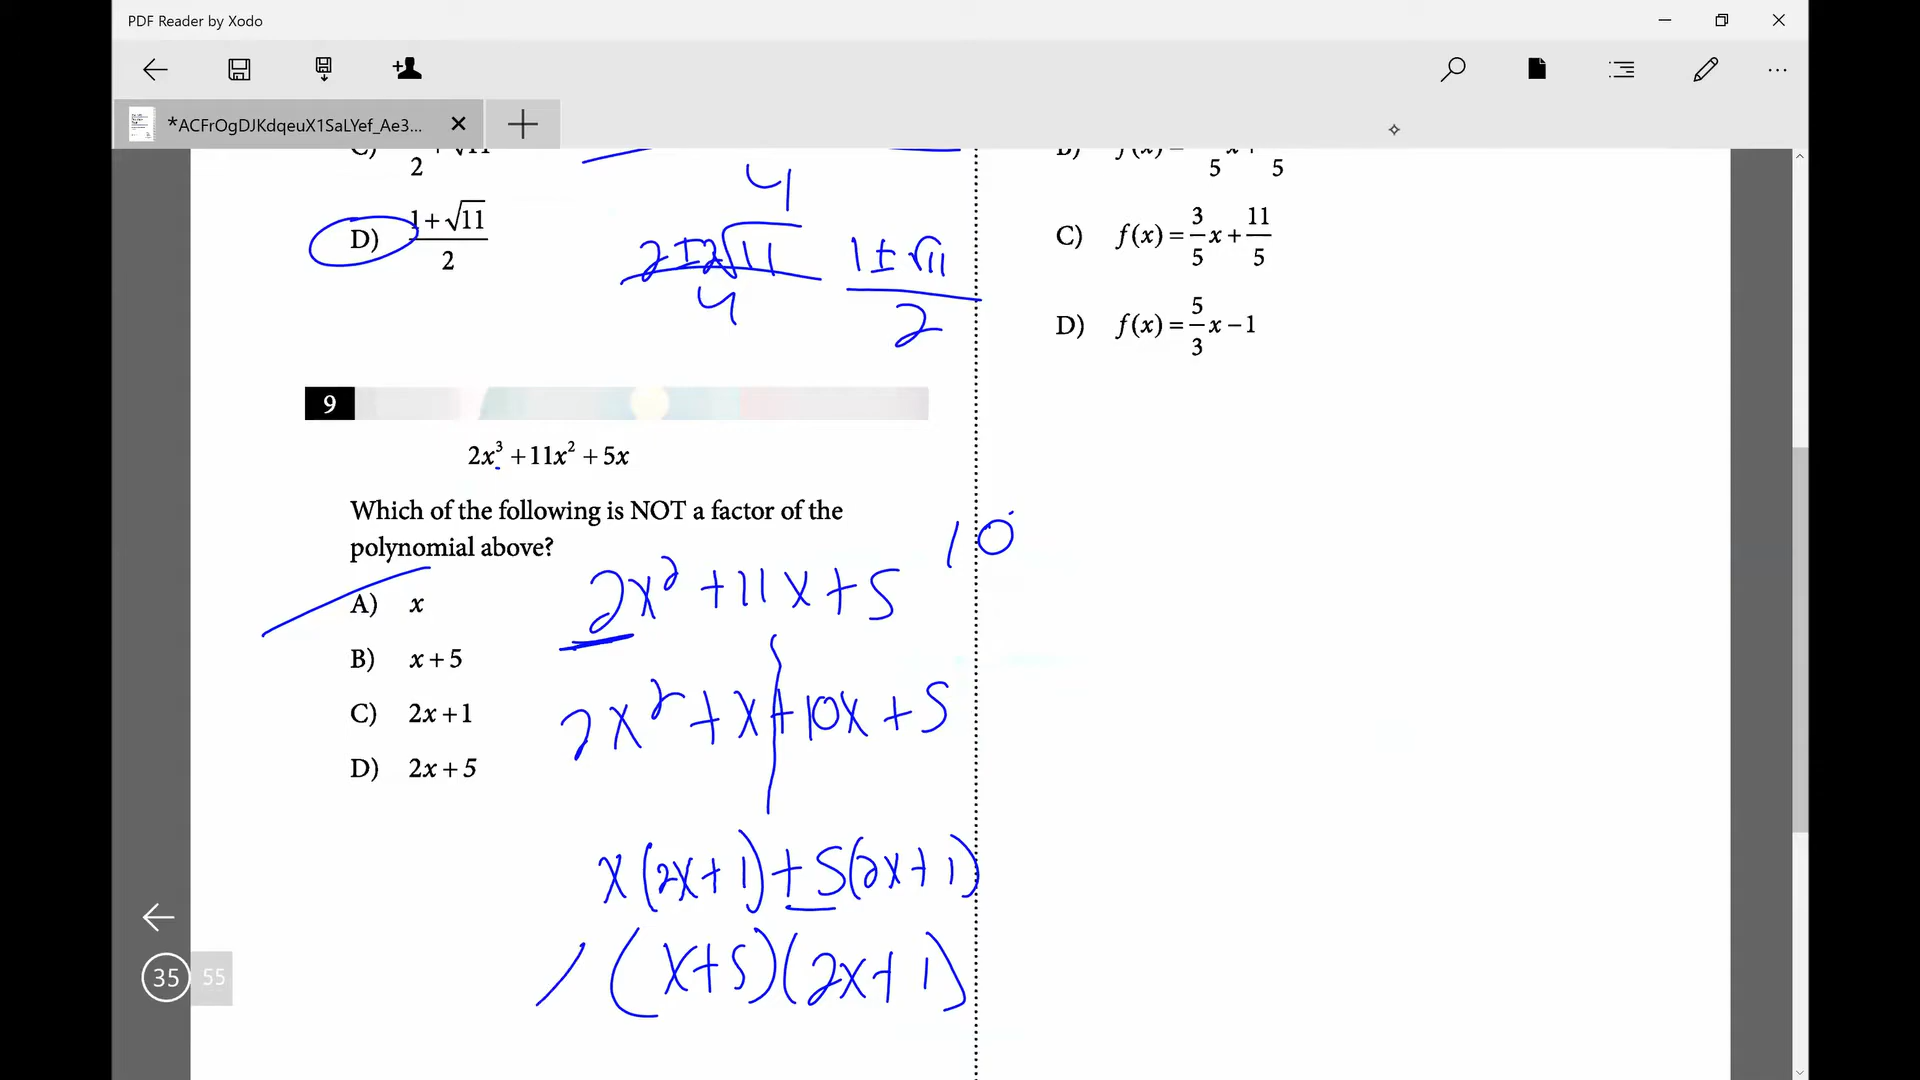 PDF Reader by Xodo
*ACFrOgDJKdqeuX1SaLYef_Ae3...
2
4
D) (1+√11)/2
2±2√11
4
1±√11
2
9
2x³ + 11x² + 5x
Which of the following is NOT a factor of the
polynomial above?
10
A) x
2x² + 11x + 5
B) x + 5
C) 2x + 1
2x² + x + 10x + 5
D) 2x + 5
x(2x+1) + 5(2x+1)
(x+5)(2x+1)
35 55
5 5
C) f(x) = 3/5 x + 11/5
D) f(x) = 5/3 x − 1